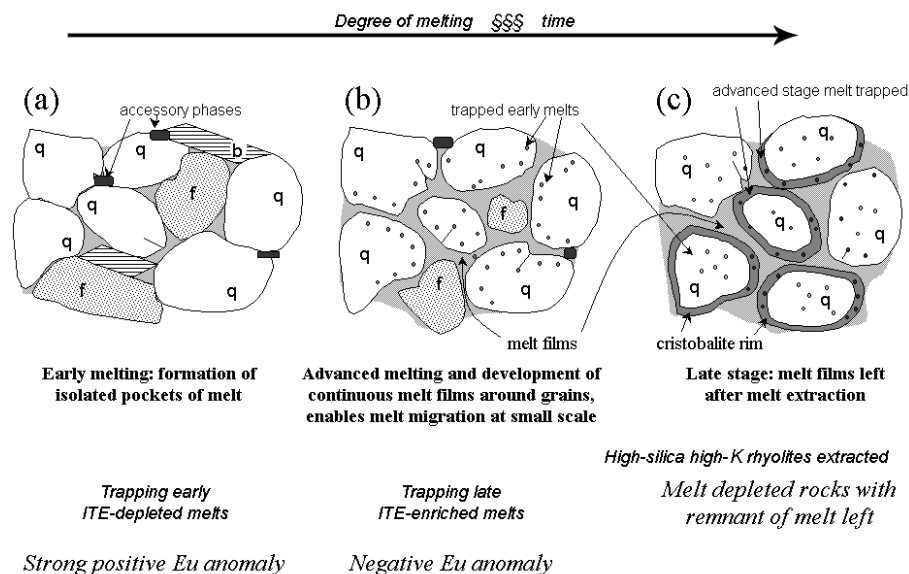 Degree of melting §§§ time
(a)
accessory phases
q
q
b
q
f
q
q
f
q
(b)
trapped early melts
q
q
q
f
q
q
f
q
melt films
(c)
advanced stage melt trapped
q
q
q
q
q
q
cristobalite rim
Early melting: formation of
isolated pockets of melt
Advanced melting and development of
continuous melt films around grains,
enables melt migration at small scale
Late stage: melt films left
after melt extraction
High-silica high-K rhyolites extracted
Trapping early
ITE-depleted melts
Trapping late
ITE-enriched melts
Melt depleted rocks with
remnant of melt left
Strong positive Eu anomaly
Negative Eu anomaly